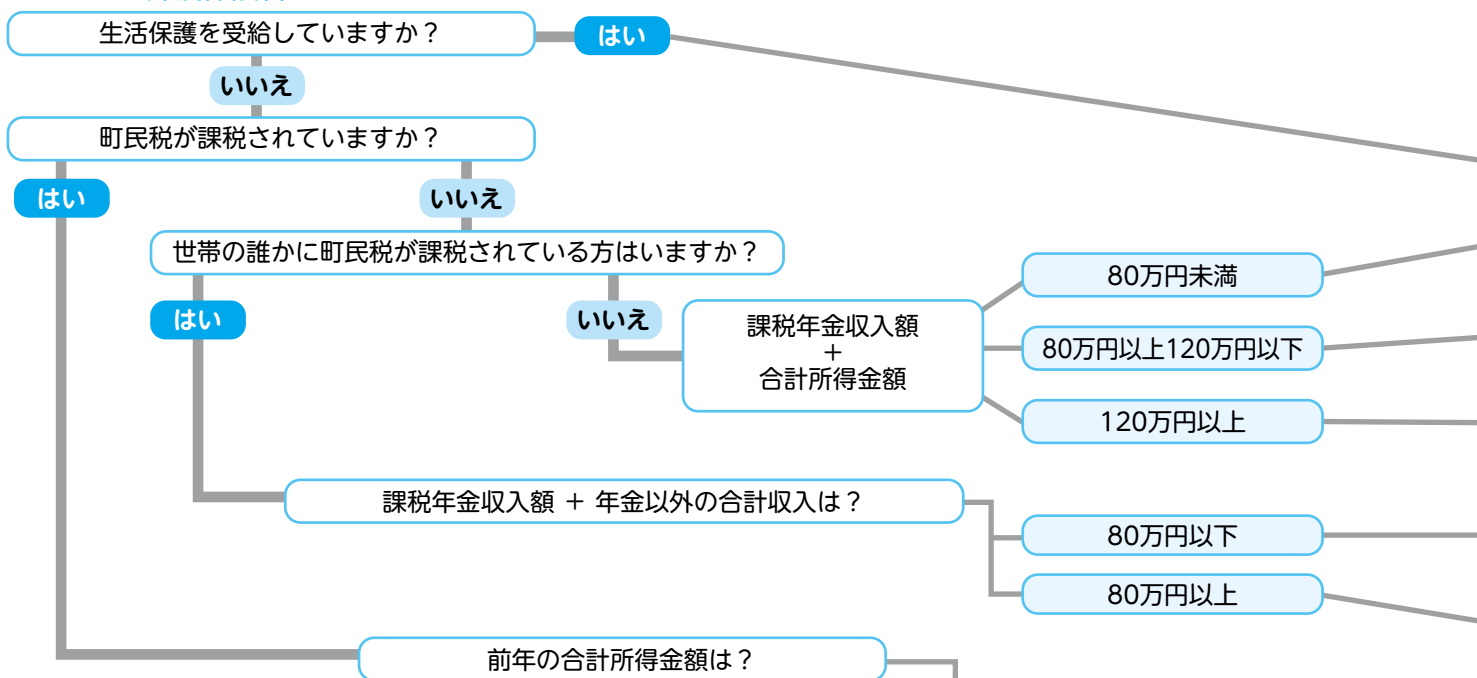 生活保護を受給していますか？
はい
いいえ
町民税が課税されていますか？
はい
いいえ
世帯の誰かに町民税が課税されている方はいますか？
はい
いいえ
課税年金収入額
＋
合計所得金額
80万円未満
80万円以上120万円以下
120万円以上
課税年金収入額 ＋ 年金以外の合計収入は？
80万円以下
80万円以上
前年の合計所得金額は？